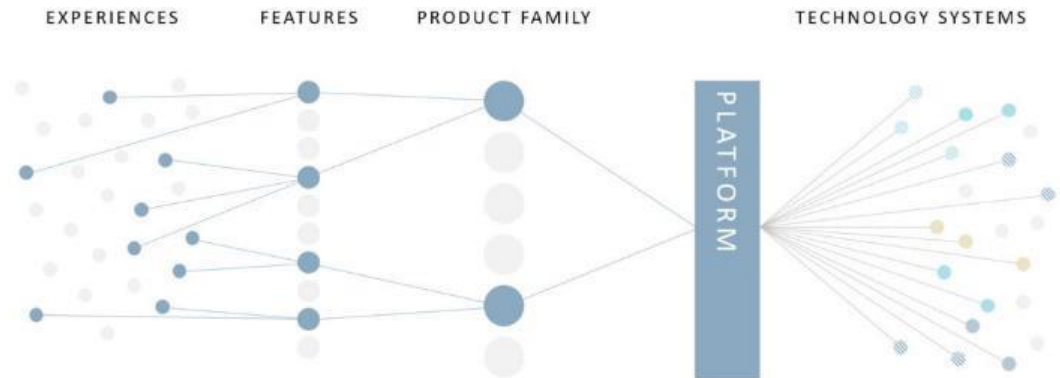 EXPERIENCES
FEATURES
PRODUCT FAMILY
TECHNOLOGY SYSTEMS
PLATFORM